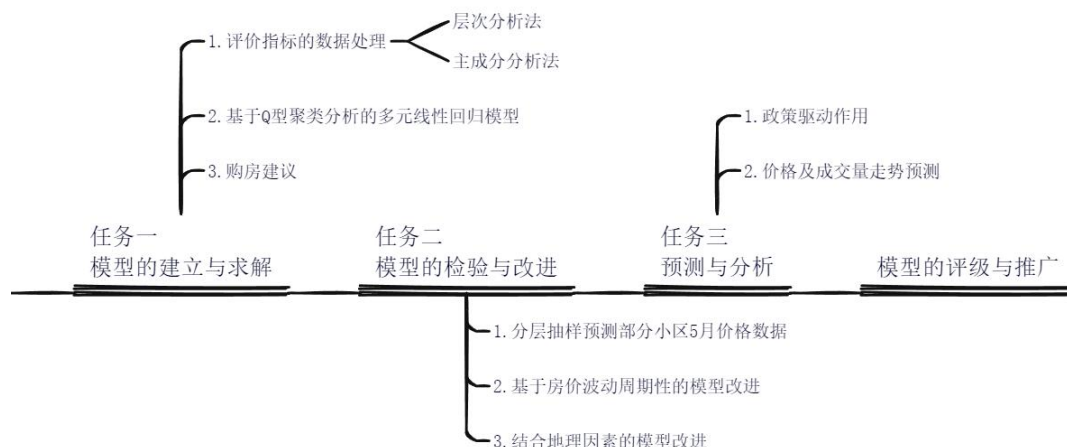 1. 评价指标的数据处理
层次分析法
主成分分析法
2. 基于Q型聚类分析的多元线性回归模型
3. 购房建议
任务一
模型的建立与求解
任务二
模型的检验与改进
1. 分层抽样预测部分小区5月价格数据
2. 基于房价波动周期性的模型改进
3. 结合地理因素的模型改进
1. 政策驱动作用
2. 价格及成交量走势预测
任务三
预测与分析
模型的评级与推广